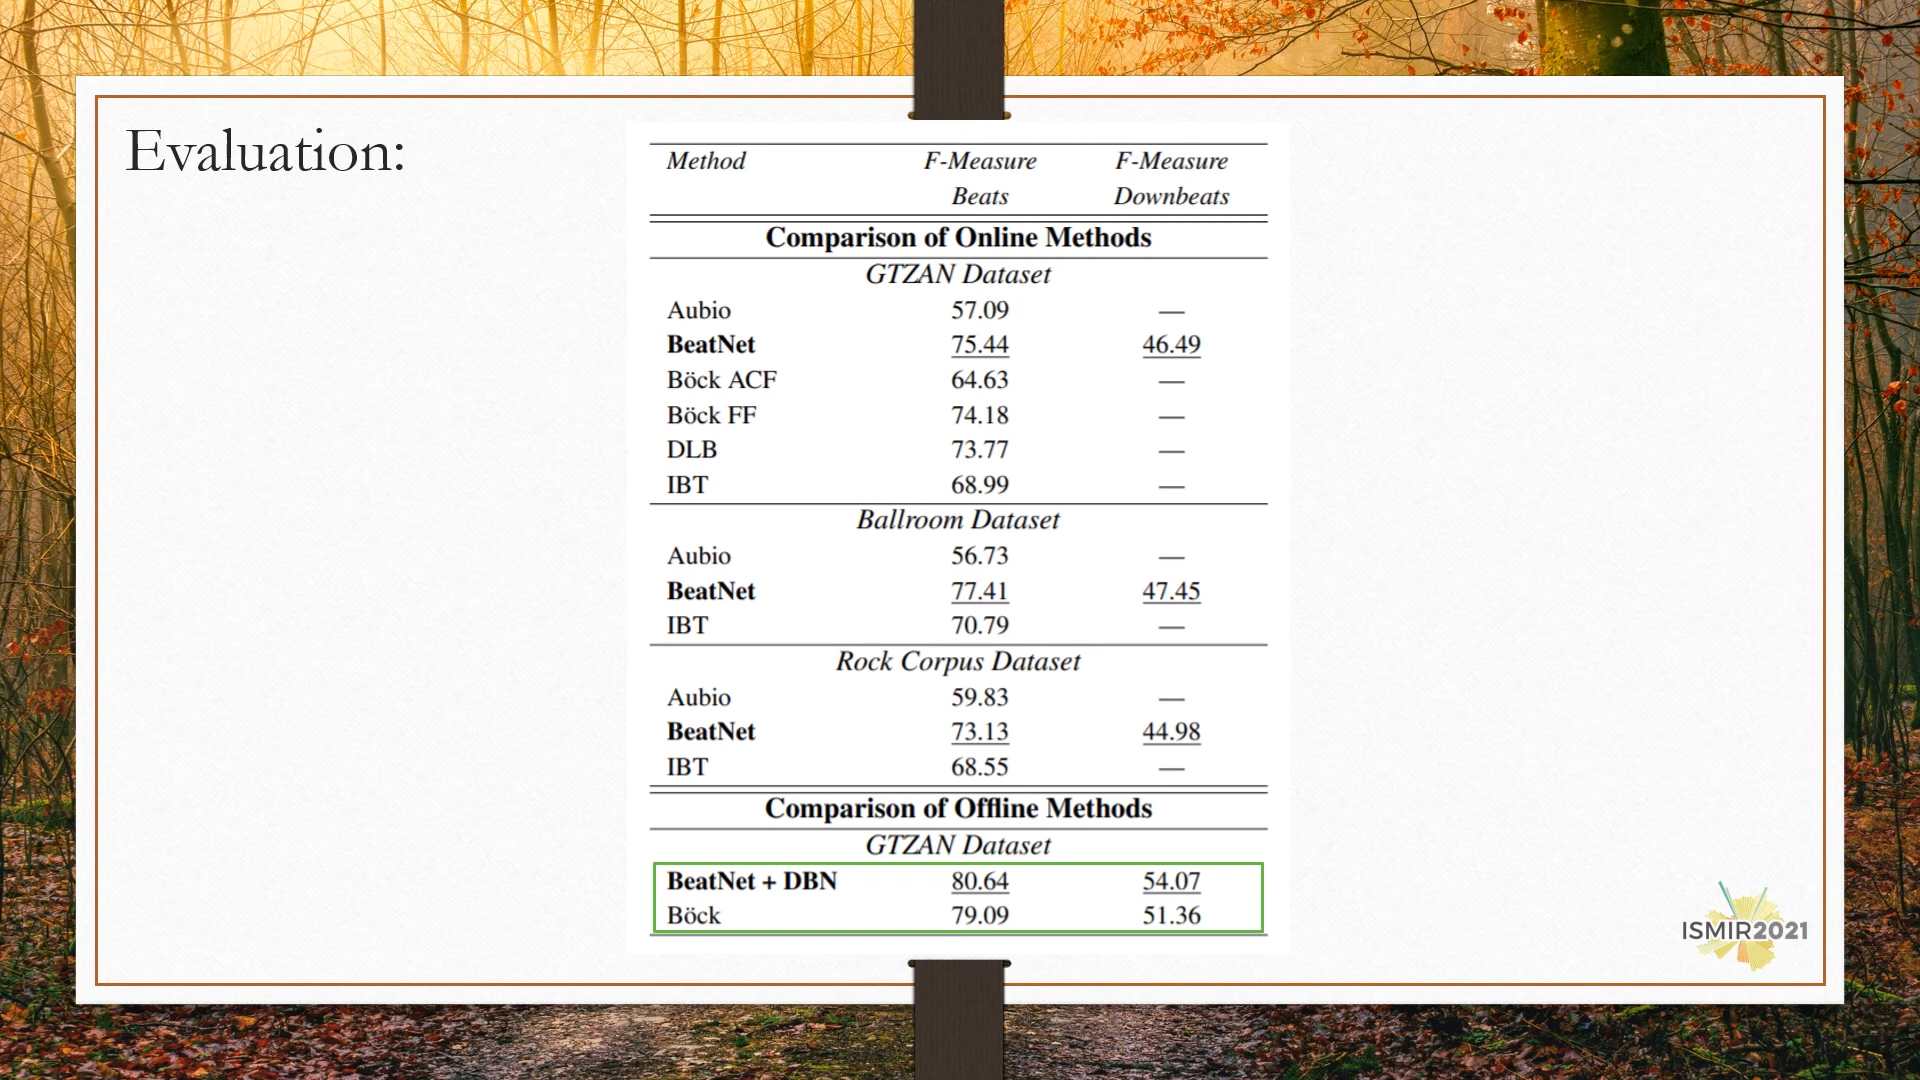 Evaluation:
Method F-Measure F-Measure
Beats Downbeats
Comparison of Online Methods
GTZAN Dataset
Aubio 57.09 —
BeatNet 75.44 46.49
Böck ACF 64.63 —
Böck FF 74.18 —
DLB 73.77 —
IBT 68.99 —
Ballroom Dataset
Aubio 56.73 —
BeatNet 77.41 47.45
IBT 70.79 —
Rock Corpus Dataset
Aubio 59.83 —
BeatNet 73.13 44.98
IBT 68.55 —
Comparison of Offline Methods
GTZAN Dataset
BeatNet + DBN 80.64 54.07
Böck 79.09 51.36
ISMIR2021